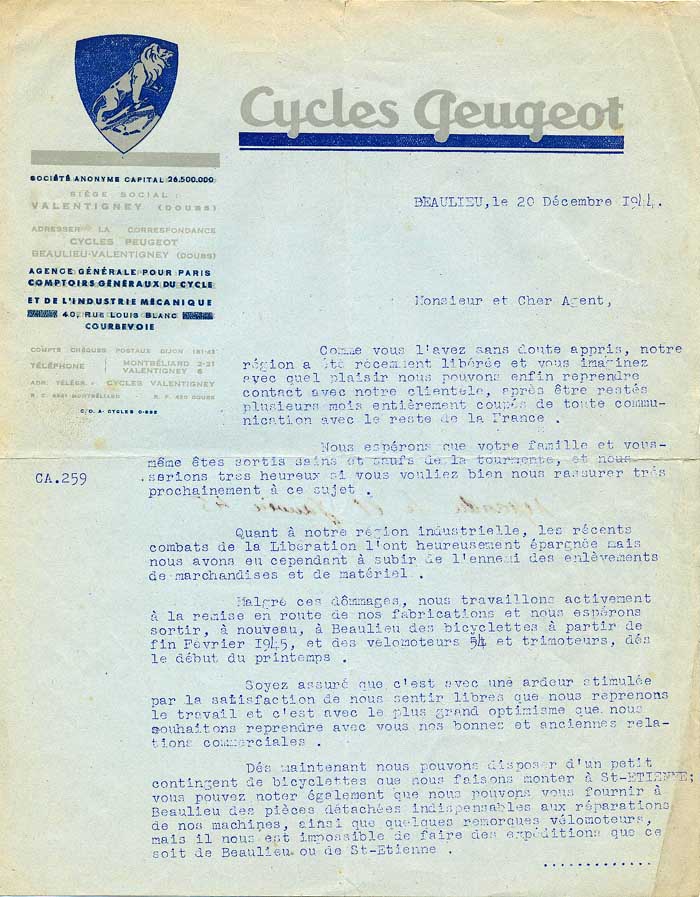 Cycles Peugeot
SOCIÉTÉ ANONYME CAPITAL 26.500.000
SIÈGE SOCIAL :
VALENTIGNEY (DOUBS)
ADRESSER LA CORRESPONDANCE
CYCLES PEUGEOT
BEAULIEU-VALENTIGNEY (DOUBS)
AGENCE GÉNÉRALE POUR PARIS
COMPTOIRS GÉNÉRAUX DU CYCLE
ET DE L'INDUSTRIE MÉCANIQUE
40, RUE LOUIS BLANC
COURBEVOIE
COMPTE CHÈQUES POSTAUX DIJON 181-43
TÉLÉPHONE MONTBÉLIARD 2-21
VALENTIGNEY 6
ADR. TÉLÉGR. : CYCLES VALENTIGNEY
BEAULIEU, le 20 Décembre 1944.
Monsieur et Cher Agent,
Comme vous l'avez sans doute appris, notre
région a été récemment libérée et vous imaginez
avec quel plaisir nous pouvons enfin reprendre
contact avec notre clientèle, après être restés
plusieurs mois entièrement coupés de toute commu-
nication avec le reste de la France .
Nous espérons que votre famille et vous-
même êtes sortis sains et saufs de la tourmente, et nous
CA.259
.serions tres heureux si vous vouliez bien nous rassurer trés
prochainement à ce sujet .
Quant à notre région industrielle, les récents
combats de la Libération l'ont heureusement épargnée mais
nous avons eu cependant à subir de l'ennemi des enlèvements
de marchandises et de matériel .
Malgré ces dômmages, nous travaillons activement
à la remise en route de nos fabrications et nous espérons
sortir, à nouveau, à Beaulieu des bicyclettes à partir de
fin Février 1945, et des vélomoteurs 54 et trimoteurs, dés
le début du printemps .
Soyez assuré que c'est avec une ardeur stimulée
par la satisfaction de nous sentir libres que nous reprenons
le travail et c'est avec le plus grand optimisme que nous
souhaitons reprendre avec vous nos bonnes et anciennes rela-
tions commerciales .
Dés maintenant nous pouvons disposer d'un petit
contingent de bicyclettes que nous faisons monter à St-ETIENNE;
vous pouvez noter également que nous pouvons vous fournir à
Beaulieu des pièces détachées indispensables aux réparations
de nos machines, ainsi que quelques remorques vélomoteurs,
mais il nous est impossible de faire des expéditions que ce
soit de Beaulieu ou de St-Etienne .
.............